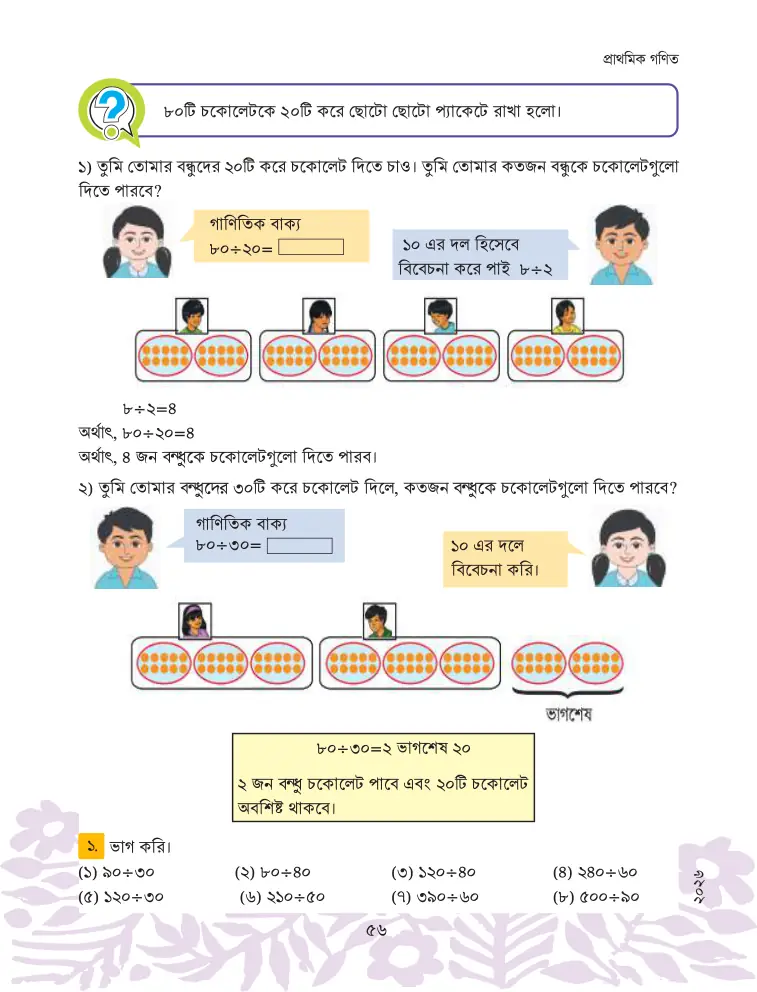 প্রাথমিক গণিত
৮০টি চকোলেটকে ২০টি করে ছোটো ছোটো প্যাকেটে রাখা হলো।
১) তুমি তোমার বন্ধুদের ২০টি করে চকোলেট দিতে চাও। তুমি তোমার কতজন বন্ধুকে চকোলেটগুলো
দিতে পারবে?
গাণিতিক বাক্য
৮০÷২০=
১০ এর দল হিসেবে
বিবেচনা করে পাই ৮÷২
৮÷২=৪
অর্থাৎ, ৮০÷২০=৪
অর্থাৎ, ৪ জন বন্ধুকে চকোলেটগুলো দিতে পারব।
২) তুমি তোমার বন্ধুদের ৩০টি করে চকোলেট দিলে, কতজন বন্ধুকে চকোলেটগুলো দিতে পারবে?
গাণিতিক বাক্য
৮০÷৩০=
১০ এর দলে
বিবেচনা করি।
ভাগশেষ
৮০÷৩০=২ ভাগশেষ ২০
২ জন বন্ধু চকোলেট পাবে এবং ২০টি চকোলেট
অবশিষ্ট থাকবে।
১. ভাগ করি।
(১) ৯০÷৩০ (২) ৮০÷৪০ (৩) ১২০÷৪০ (৪) ২৪০÷৬০
(৫) ১২০÷৩০ (৬) ২১০÷৫০ (৭) ৩৯০÷৬০ (৮) ৫০০÷৯০
২০২৬
৫৬